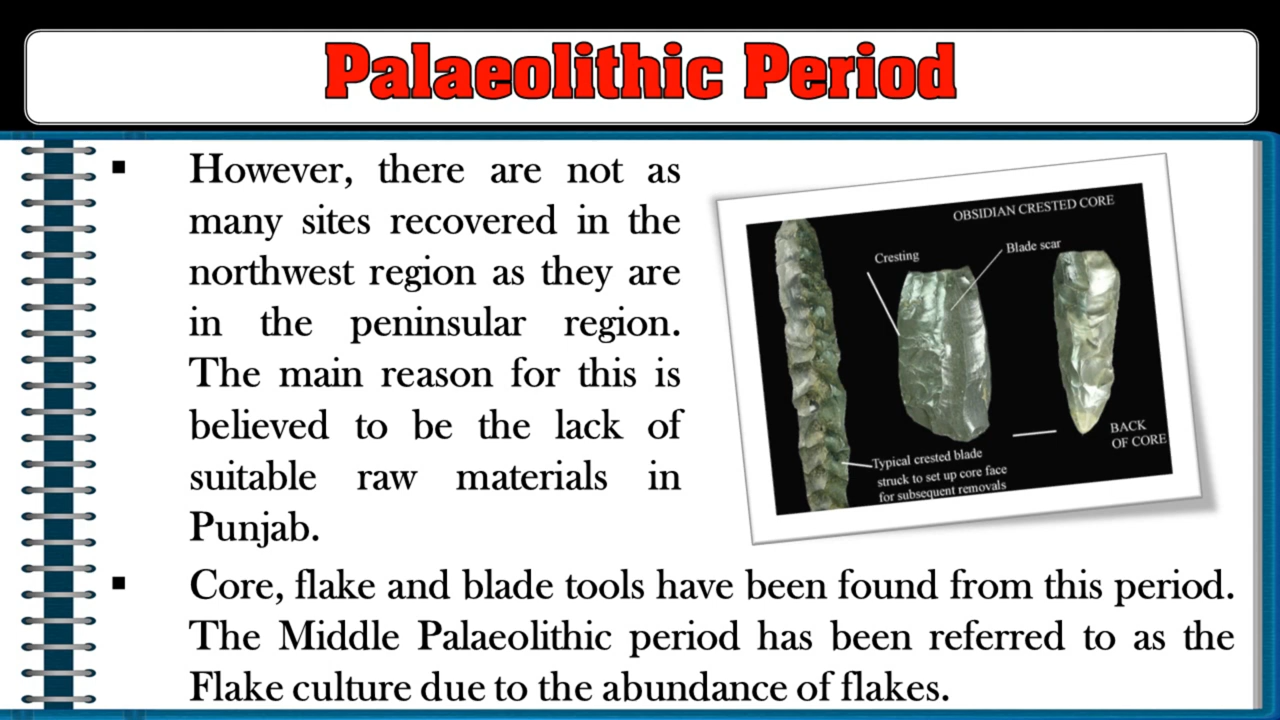 Palaeolithic Period
▪ However, there are not as
many sites recovered in the
northwest region as they are
in the peninsular region.
The main reason for this is
believed to be the lack of
suitable raw materials in
Punjab.
OBSIDIAN CRESTED CORE
Cresting
Blade scar
BACK
OF CORE
Typical crested blade
struck to set up core face
for subsequent removals
▪ Core, flake and blade tools have been found from this period.
The Middle Palaeolithic period has been referred to as the
Flake culture due to the abundance of flakes.